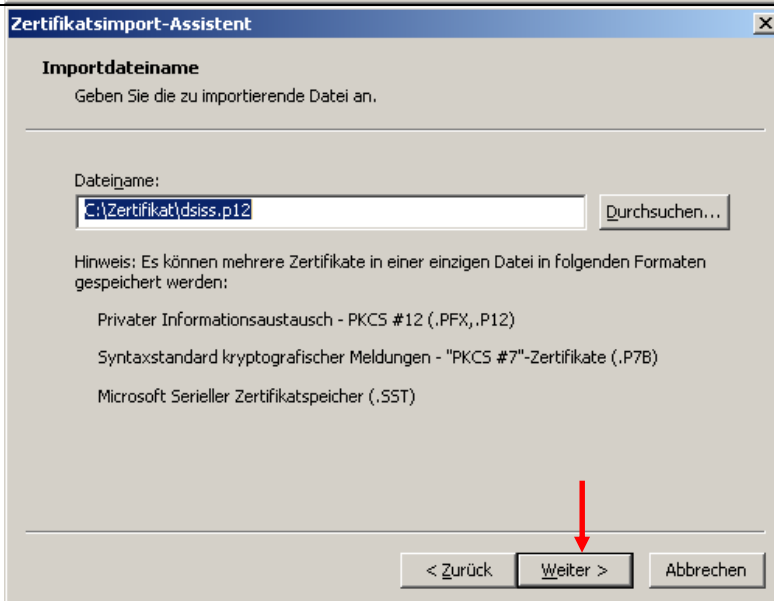 Zertifikatsimport-Assistent
Importdateiname
Geben Sie die zu importierende Datei an.
Dateiname:
C:\Zertifikat\dsiss.p12
Durchsuchen...
Hinweis: Es können mehrere Zertifikate in einer einzigen Datei in folgenden Formaten
gespeichert werden:
Privater Informationsaustausch - PKCS #12 (.PFX,.P12)
Syntaxstandard kryptografischer Meldungen - "PKCS #7"-Zertifikate (.P7B)
Microsoft Serieller Zertifikatspeicher (.SST)
< Zurück
Weiter >
Abbrechen